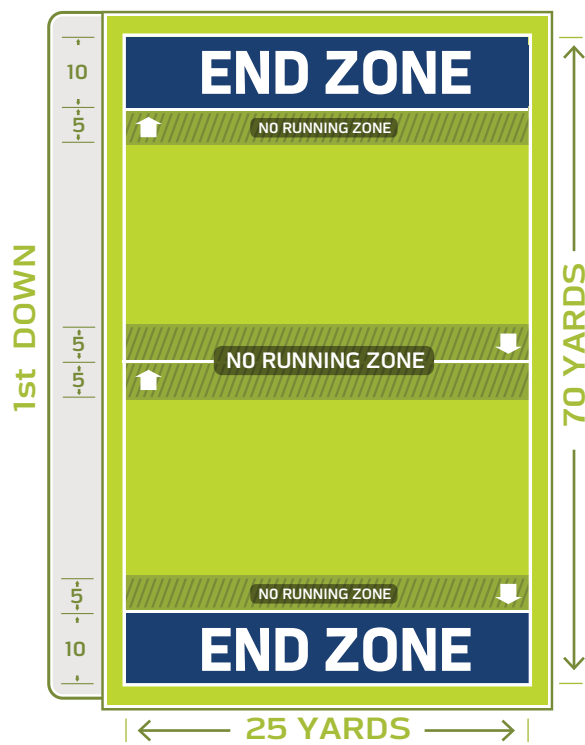 10
END ZONE
5
NO RUNNING ZONE
1st DOWN
5
NO RUNNING ZONE
5
70 YARDS
5
NO RUNNING ZONE
10
END ZONE
25 YARDS